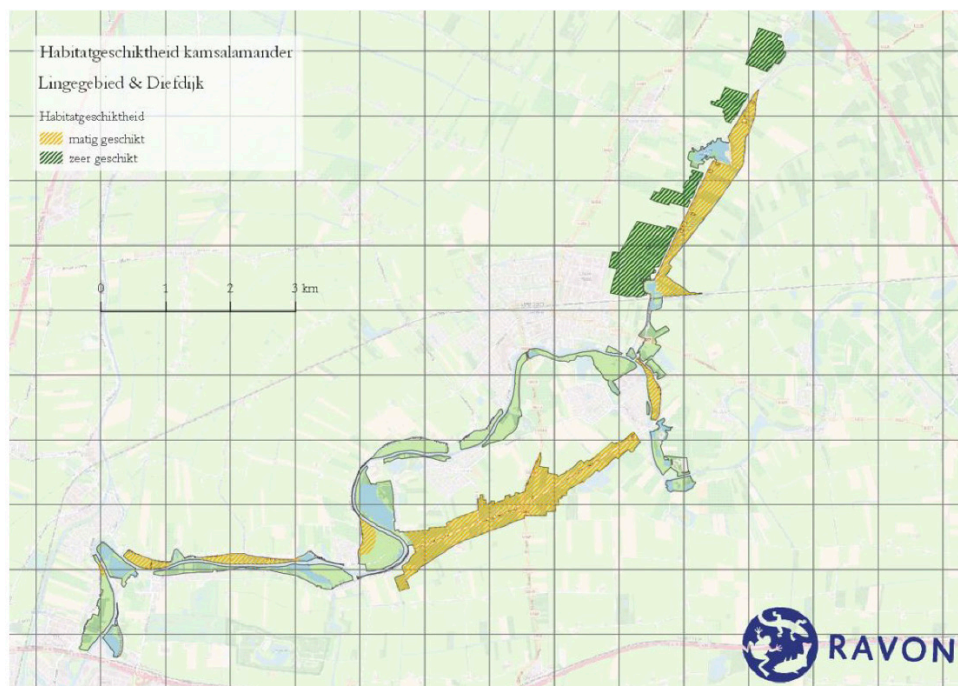 Habitatgeschiktheid kamsalamander
Lingegebied & Diefdijk
Habitatgeschiktheid
matig geschikt
zeer geschikt
0 1 2 3 km
RAVON